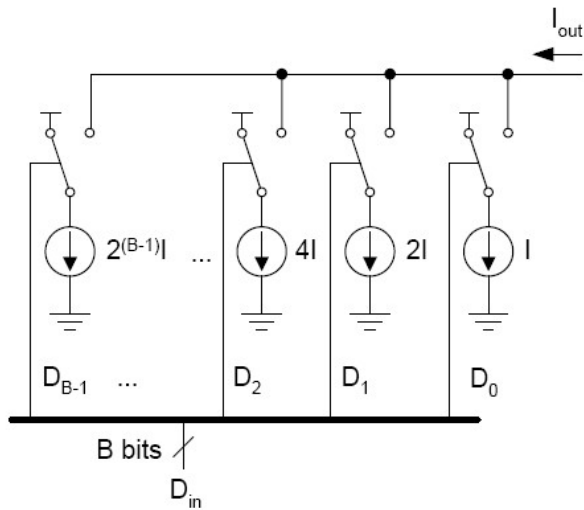 I_out
2^(B-1)I ... 4I 2I I
D_B-1 ... D_2 D_1 D_0
B bits
D_in